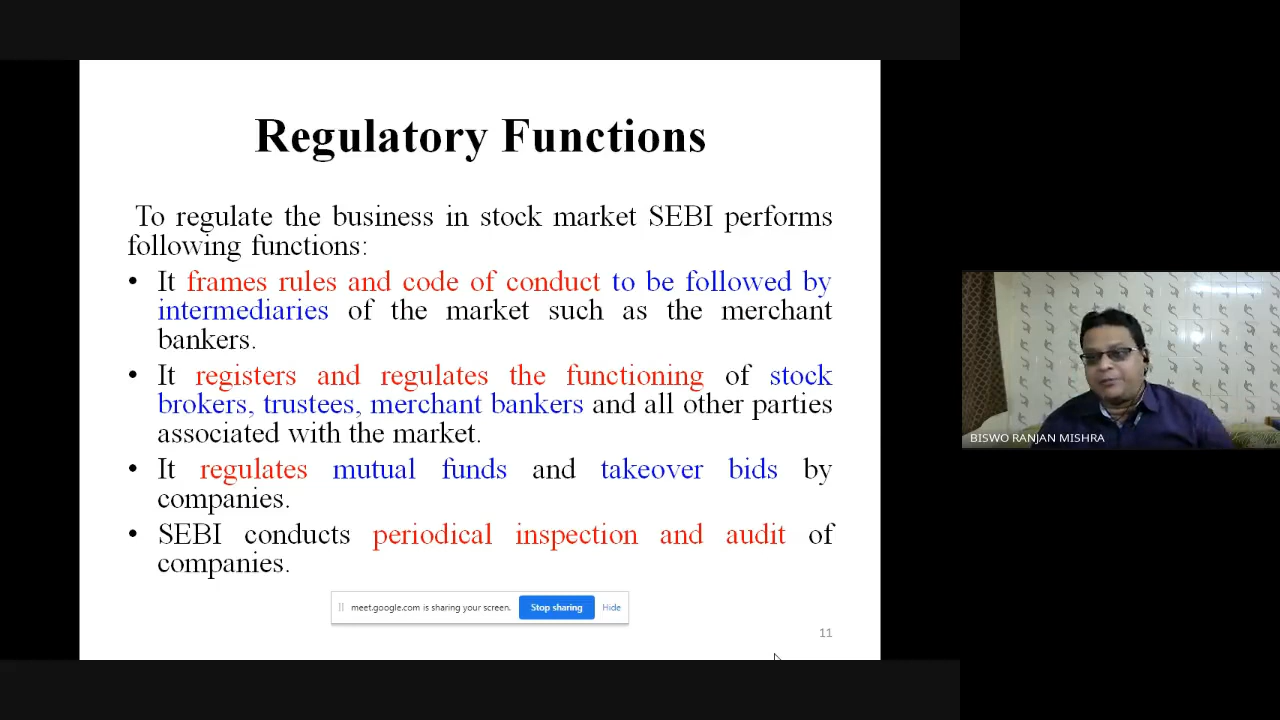 Regulatory Functions
To regulate the business in stock market SEBI performs
following functions:
• It frames rules and code of conduct to be followed by
intermediaries of the market such as the merchant
bankers.
• It registers and regulates the functioning of stock
brokers, trustees, merchant bankers and all other parties
associated with the market.
• It regulates mutual funds and takeover bids by
companies.
• SEBI conducts periodical inspection and audit of
companies.
meet.google.com is sharing your screen. Stop sharing Hide
11
BISWO RANJAN MISHRA